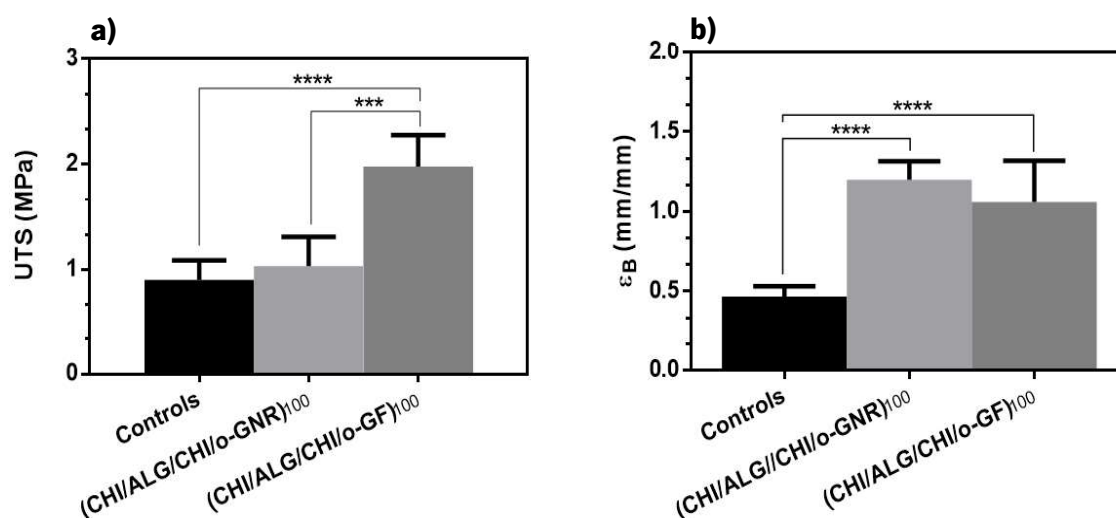 a)
UTS (MPa)
3
2
1
0
****
***
Controls
(CHI/ALG/CHI/o-GNR)100
(CHI/ALG/CHI/o-GF)100
b)
εB (mm/mm)
2.0
1.5
1.0
0.5
0.0
****
****
Controls
(CHI/ALG//CHI/o-GNR)100
(CHI/ALG/CHI/o-GF)100